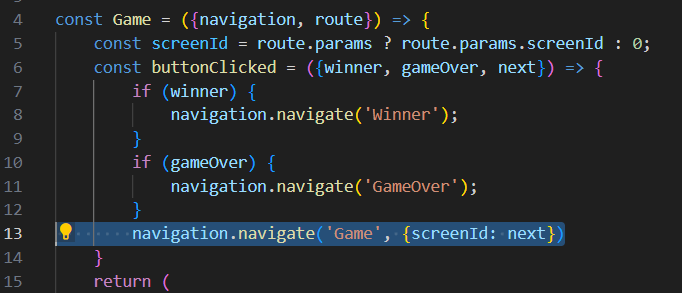 4 const Game = ({navigation, route}) => {
5 const screenId = route.params ? route.params.screenId : 0;
6 const buttonClicked = ({winner, gameOver, next}) => {
7 if (winner) {
8 navigation.navigate('Winner');
9 }
10 if (gameOver) {
11 navigation.navigate('GameOver');
12 }
13 navigation.navigate('Game', {screenId: next})
14 }
15 return (